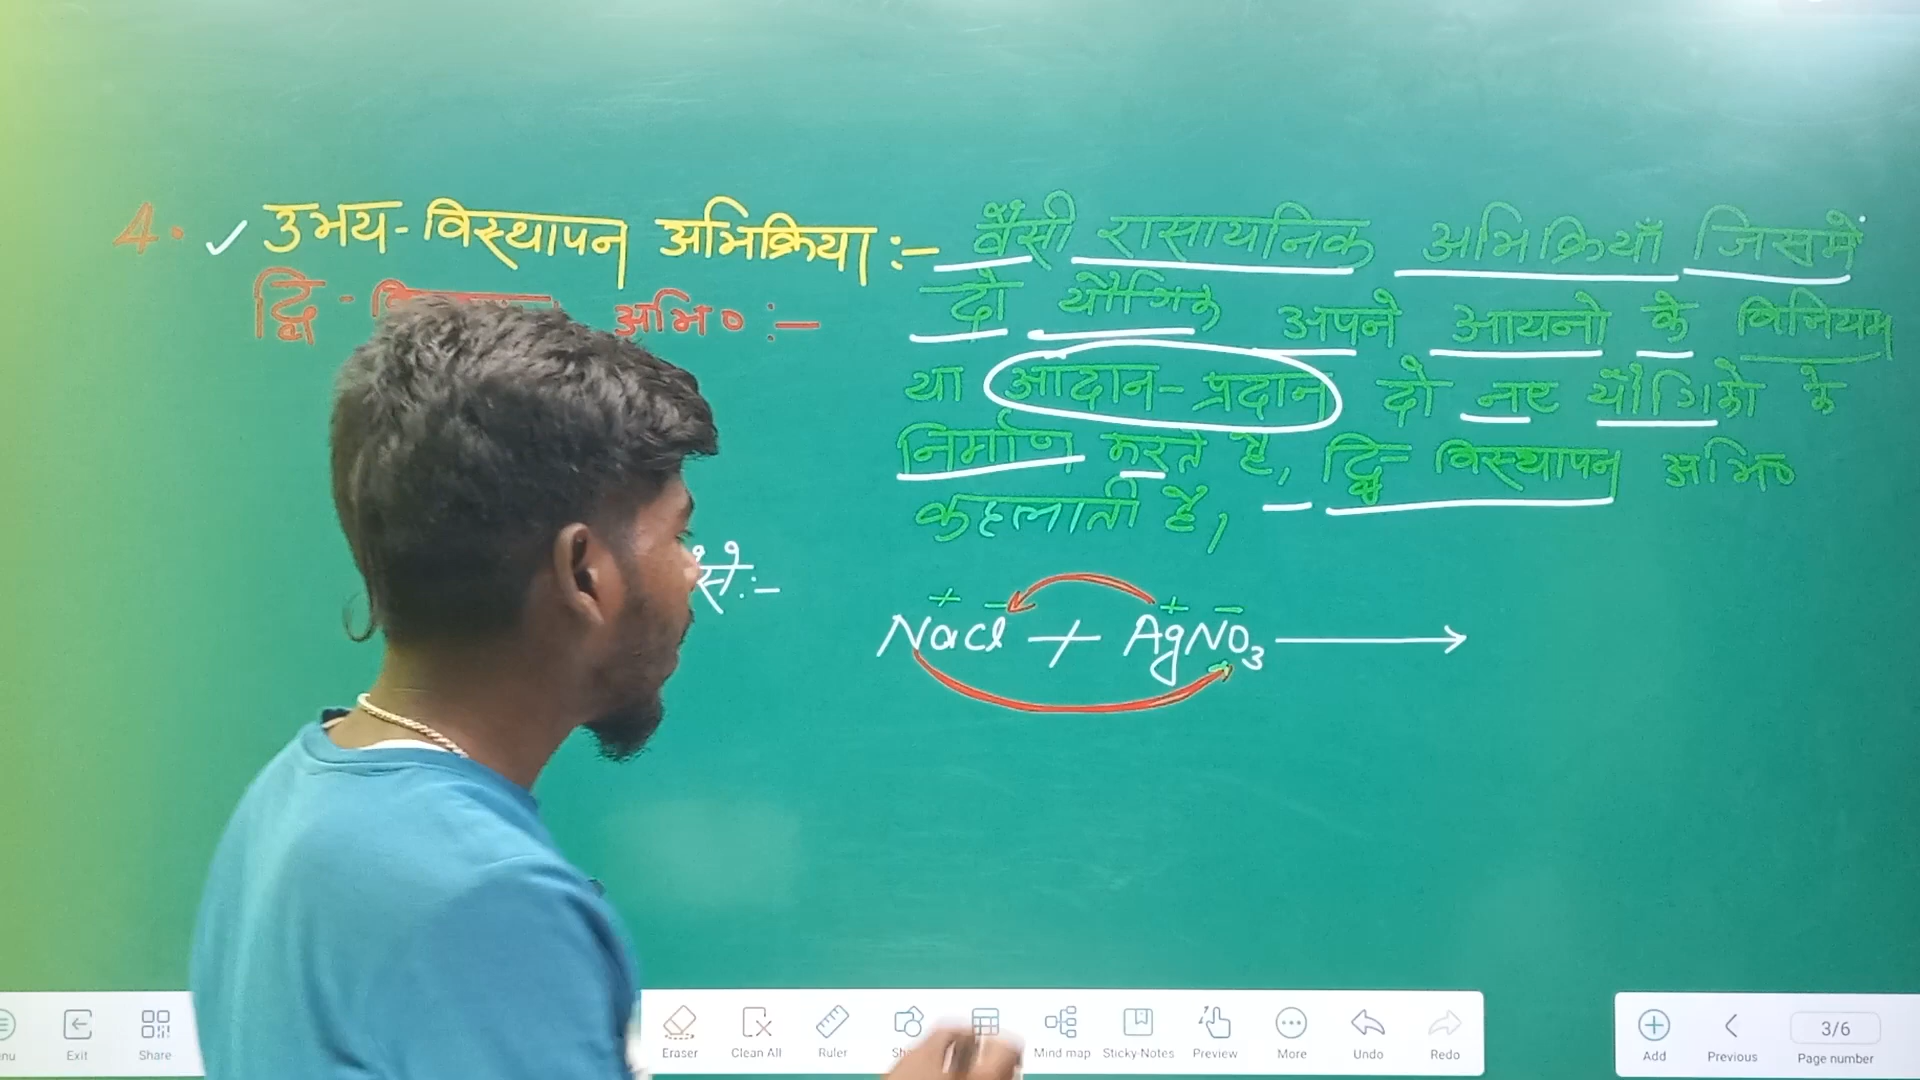 4. ✓ उभय-विस्थापन अभिक्रिया :- वैसी रासायनिक अभिक्रियाँ जिसमें
द्वि- अभि० :- दो यौगिक अपने आयनो के विनियम
या आदान-प्रदान दो नए यौगिको के
निर्माण करते है, द्वि विस्थापन अभि०
कहलाती है,
:-
+ - + -
NaCl + AgNO₃ ⟶
Exit Share Eraser Clean All Ruler Mind map Sticky-Notes Preview More Undo Redo Add Previous 3/6 Page number